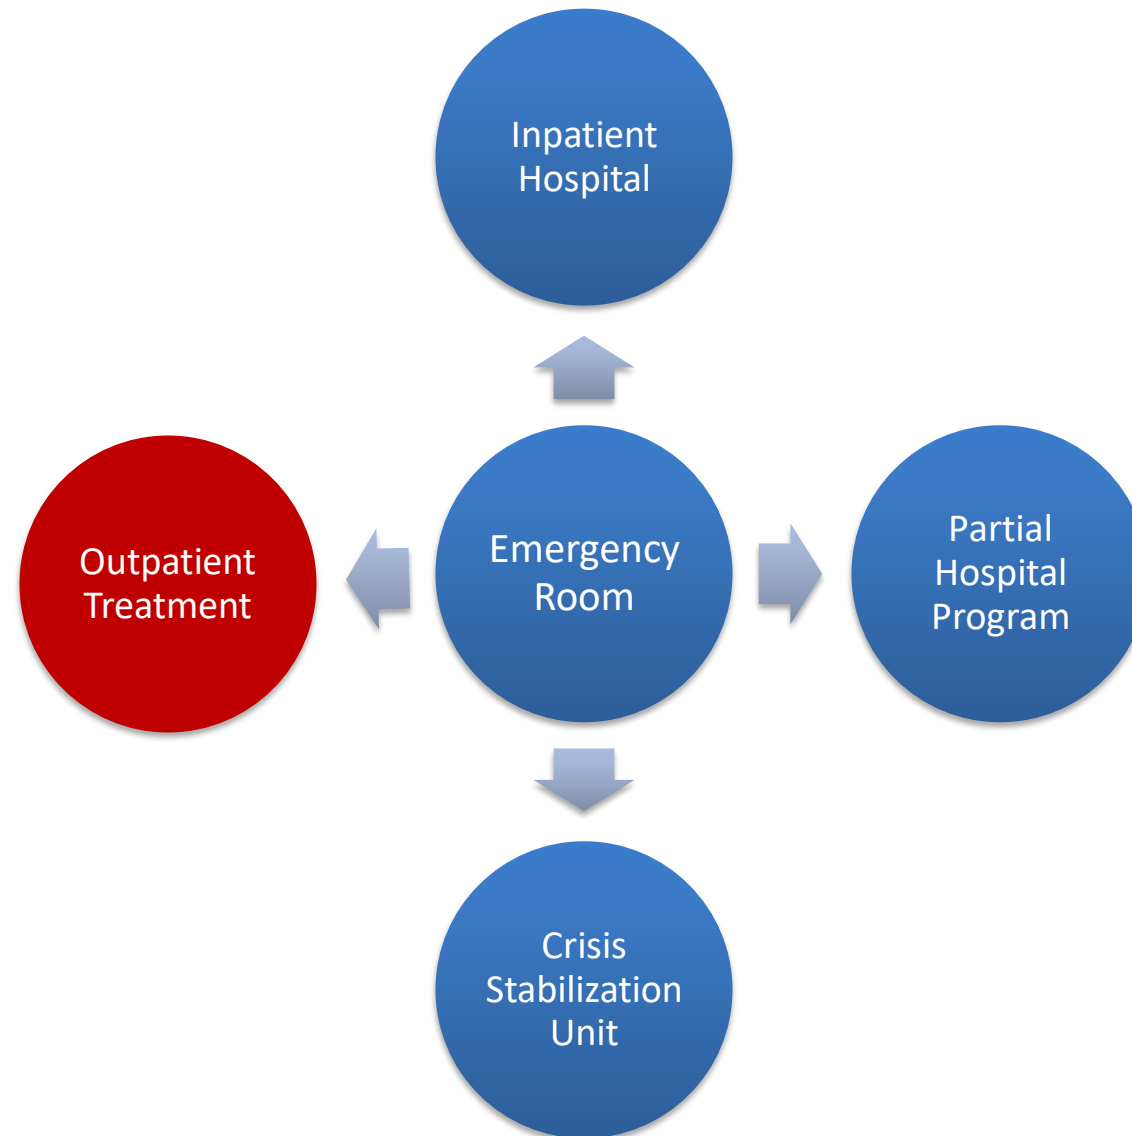 Inpatient
Hospital
Outpatient
Treatment
Emergency
Room
Partial
Hospital
Program
Crisis
Stabilization
Unit